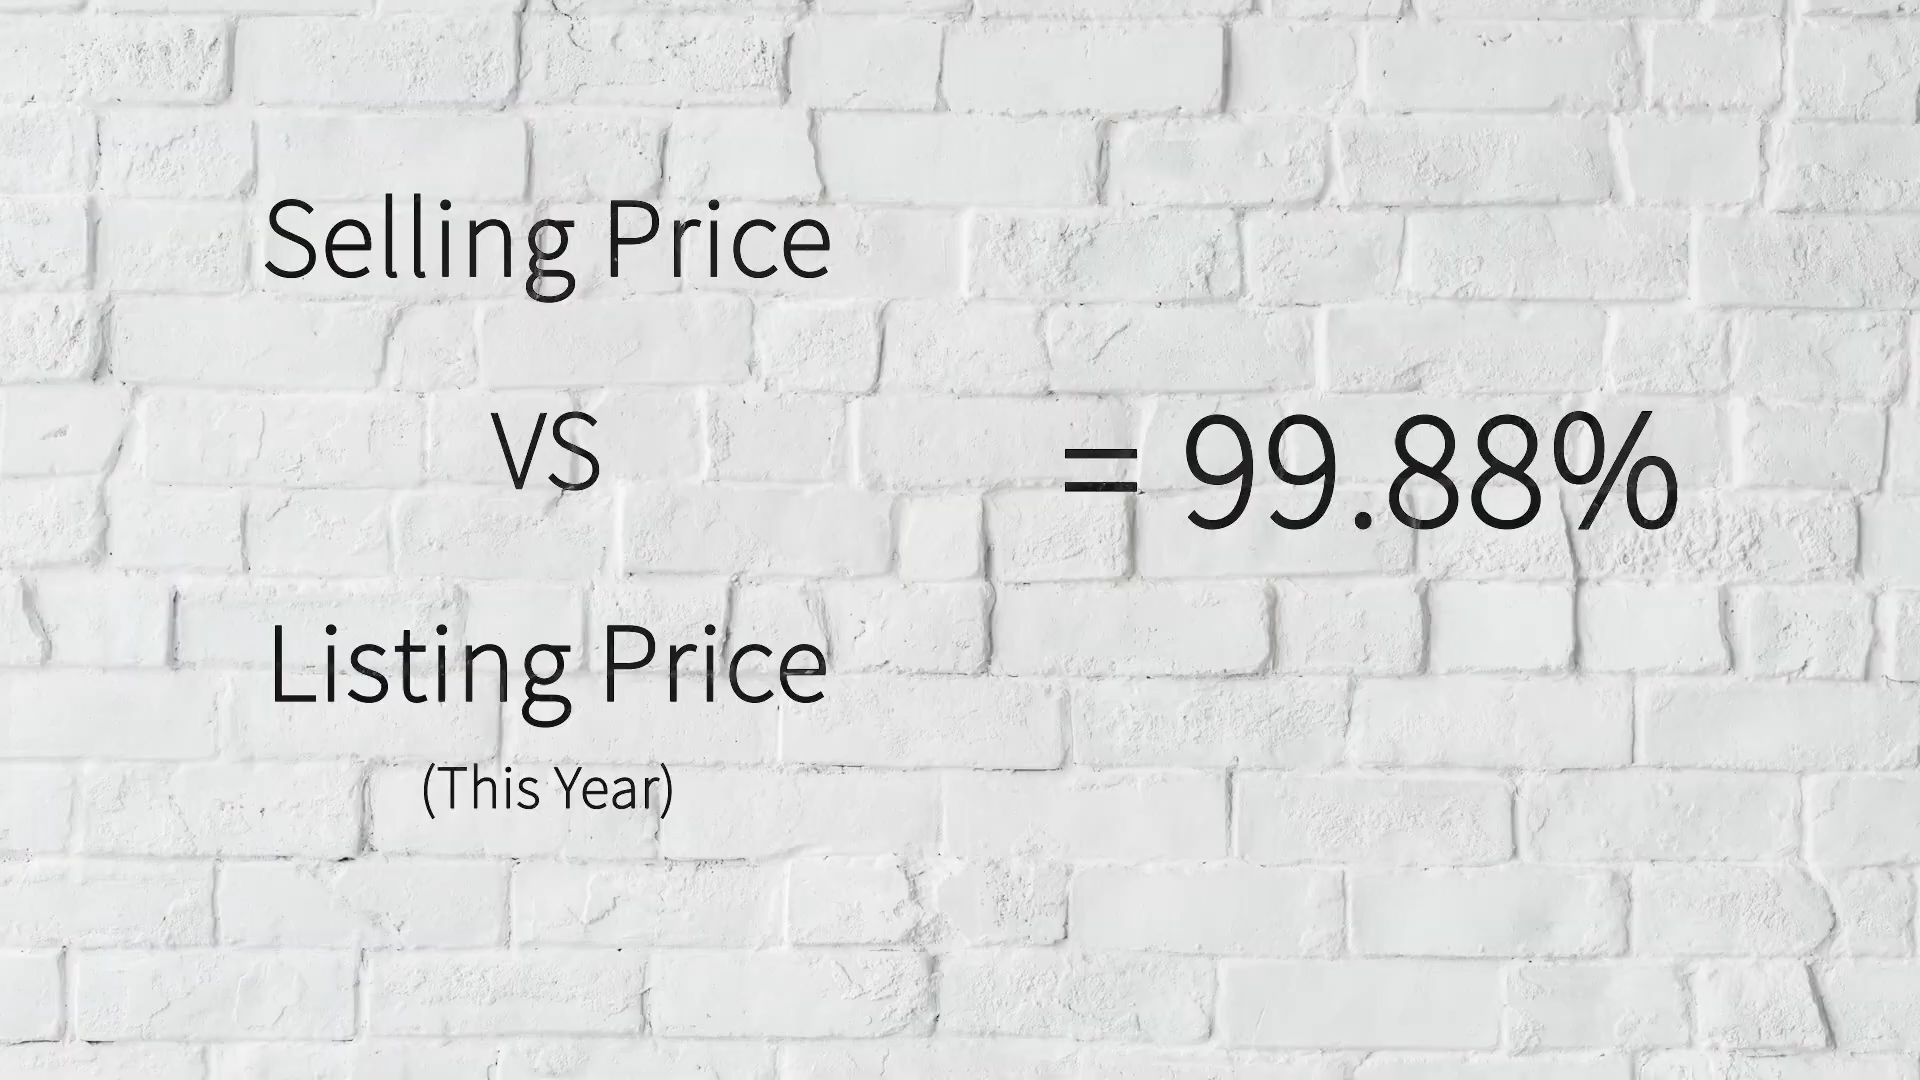 Selling Price
VS
= 99.88%
Listing Price
(This Year)